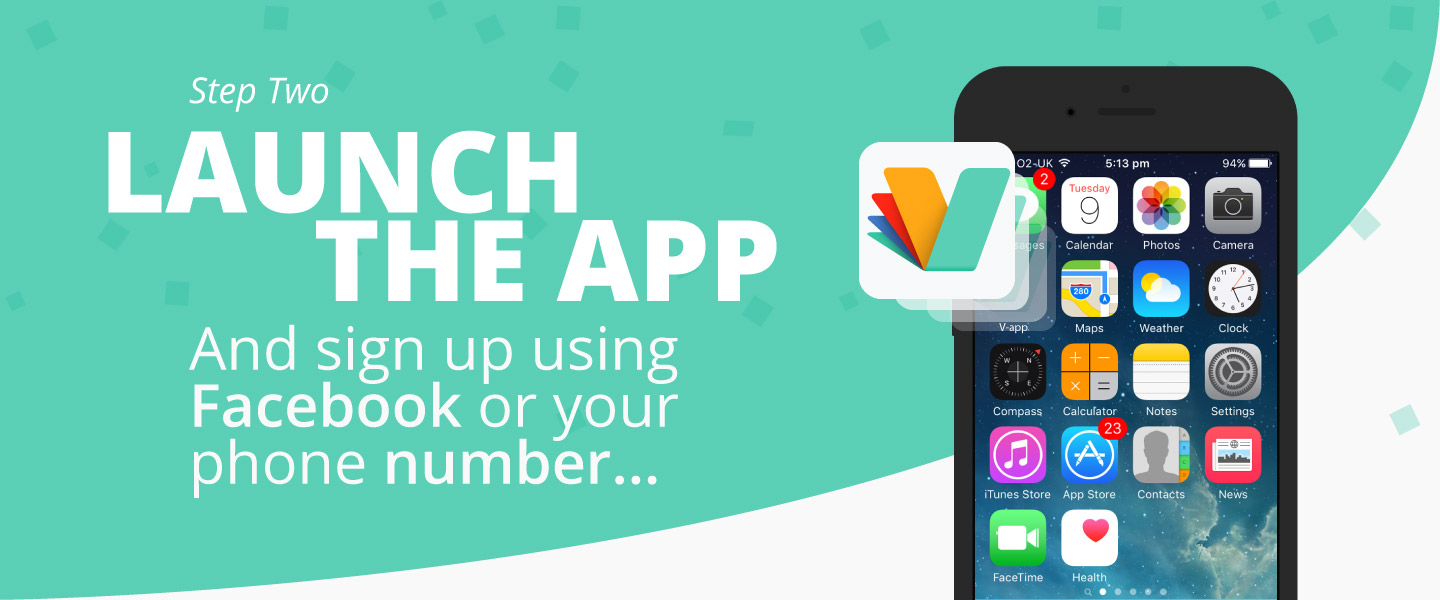 Step Two
LAUNCH
THE APP
And sign up using
Facebook or your
phone number...
O2-UK 5:13 pm 94%
2
Tuesday
9
sages Calendar Photos Camera
280
V-app Maps Weather Clock
N W E S
Compass Calculator Notes Settings
23
iTunes Store App Store Contacts News
FaceTime Health